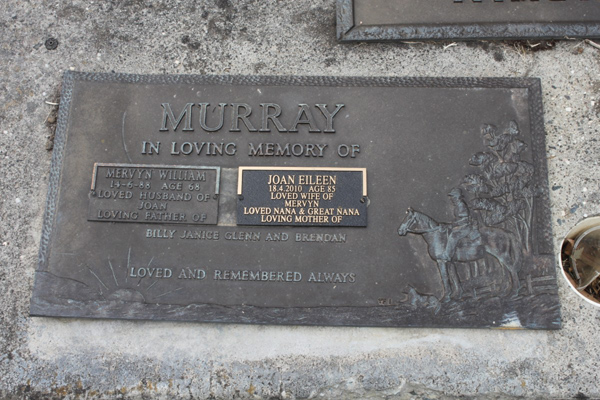 MURRAY
IN LOVING MEMORY OF
MERVYN WILLIAM
14-6-88 AGE 68
LOVED HUSBAND OF
JOAN
LOVING FATHER OF
JOAN EILEEN
18.4.2010 AGE 85
LOVED WIFE OF
MERVYN
LOVED NANA & GREAT NANA
LOVING MOTHER OF
BILLY JANICE GLENN AND BRENDAN
LOVED AND REMEMBERED ALWAYS